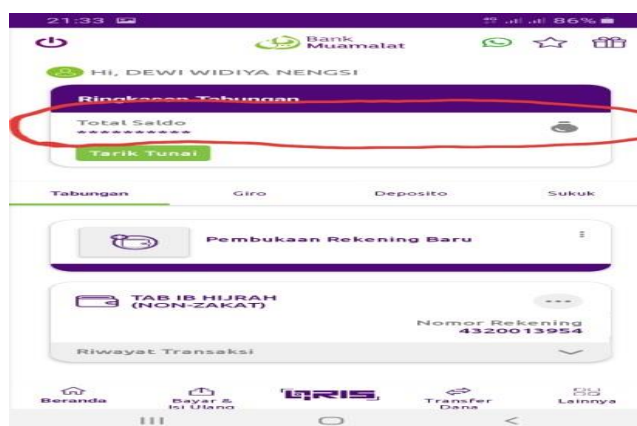 21:33
86%
Bank
Muamalat
Hi, DEWI WIDIYA NENGSI
Ringkasan Tabungan
Total Saldo
**********
Tarik Tunai
Tabungan Giro Deposito Sukuk
Pembukaan Rekening Baru
TAB IB HIJRAH
(NON-ZAKAT)
Nomor Rekening
4320013954
Riwayat Transaksi
Beranda
Bayar &
Isi Ulang
QRIS
Transfer
Dana
Lainnya